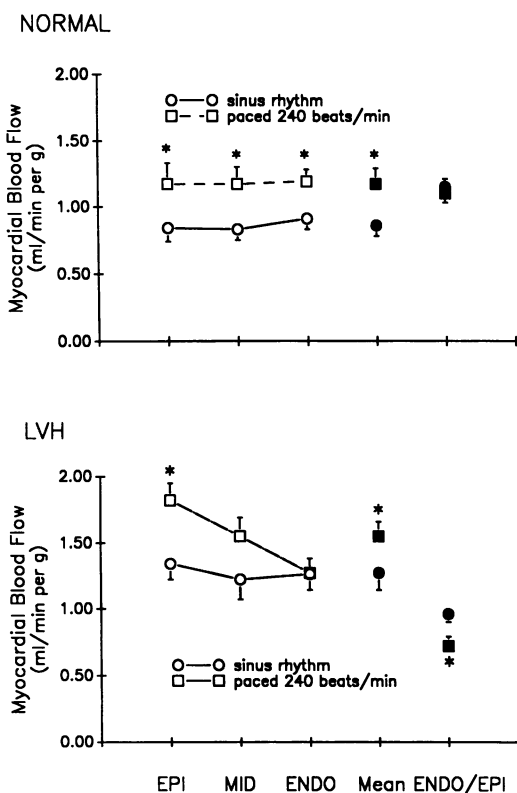 NORMAL
2.00
1.50
1.00
0.50
0.00
Myocardial Blood Flow
(ml/min per g)
sinus rhythm
paced 240 beats/min
* * * *
LVH
2.00
1.50
1.00
0.50
0.00
Myocardial Blood Flow
(ml/min per g)
*
*
*
sinus rhythm
paced 240 beats/min
EPI MID ENDO Mean ENDO/EPI